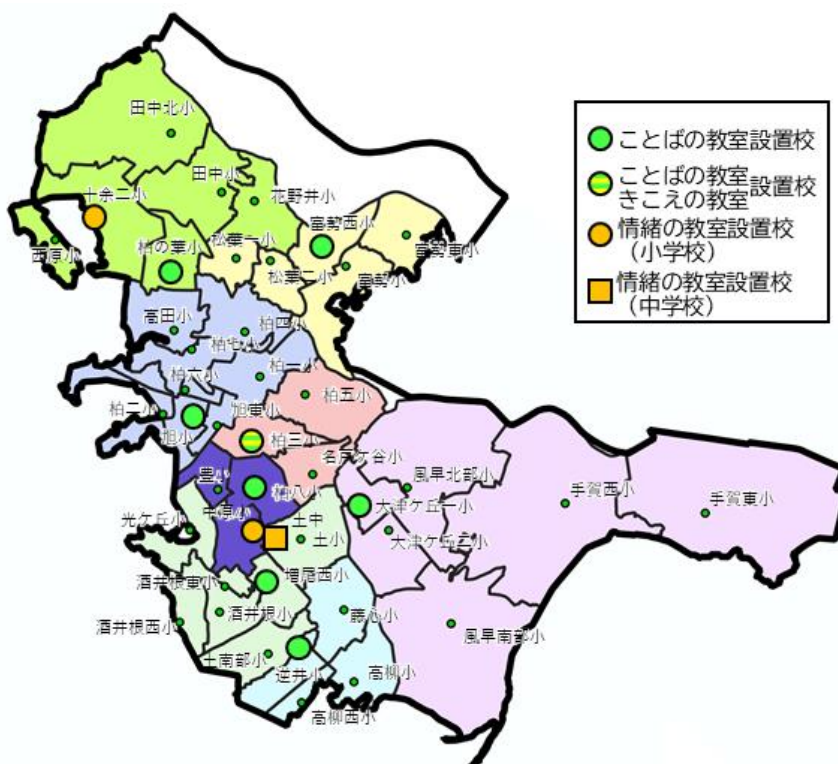 田中北小
ことばの教室設置校
ことばの教室
きこえの教室
設置校
情緒の教室設置校
（小学校）
情緒の教室設置校
（中学校）
田中小
十余二小
花野井小
富勢西小
富勢東小
西原小
柏の葉小
松葉一小
松葉二小
富勢小
高田小
柏四小
柏宅小
柏一小
柏六小
柏五小
柏二小
旭小
旭東小
柏三小
名戸ケ谷小
風早北部小
手賀西小
手賀東小
豊小
柏八小
大津ケ丘一小
光ケ丘小
中原小
土中
土小
大津ケ丘二小
酒井根東小
増尾西小
酒井根西小
酒井根小
藤心小
風早南部小
土南部小
逆井小
高柳小
高柳西小